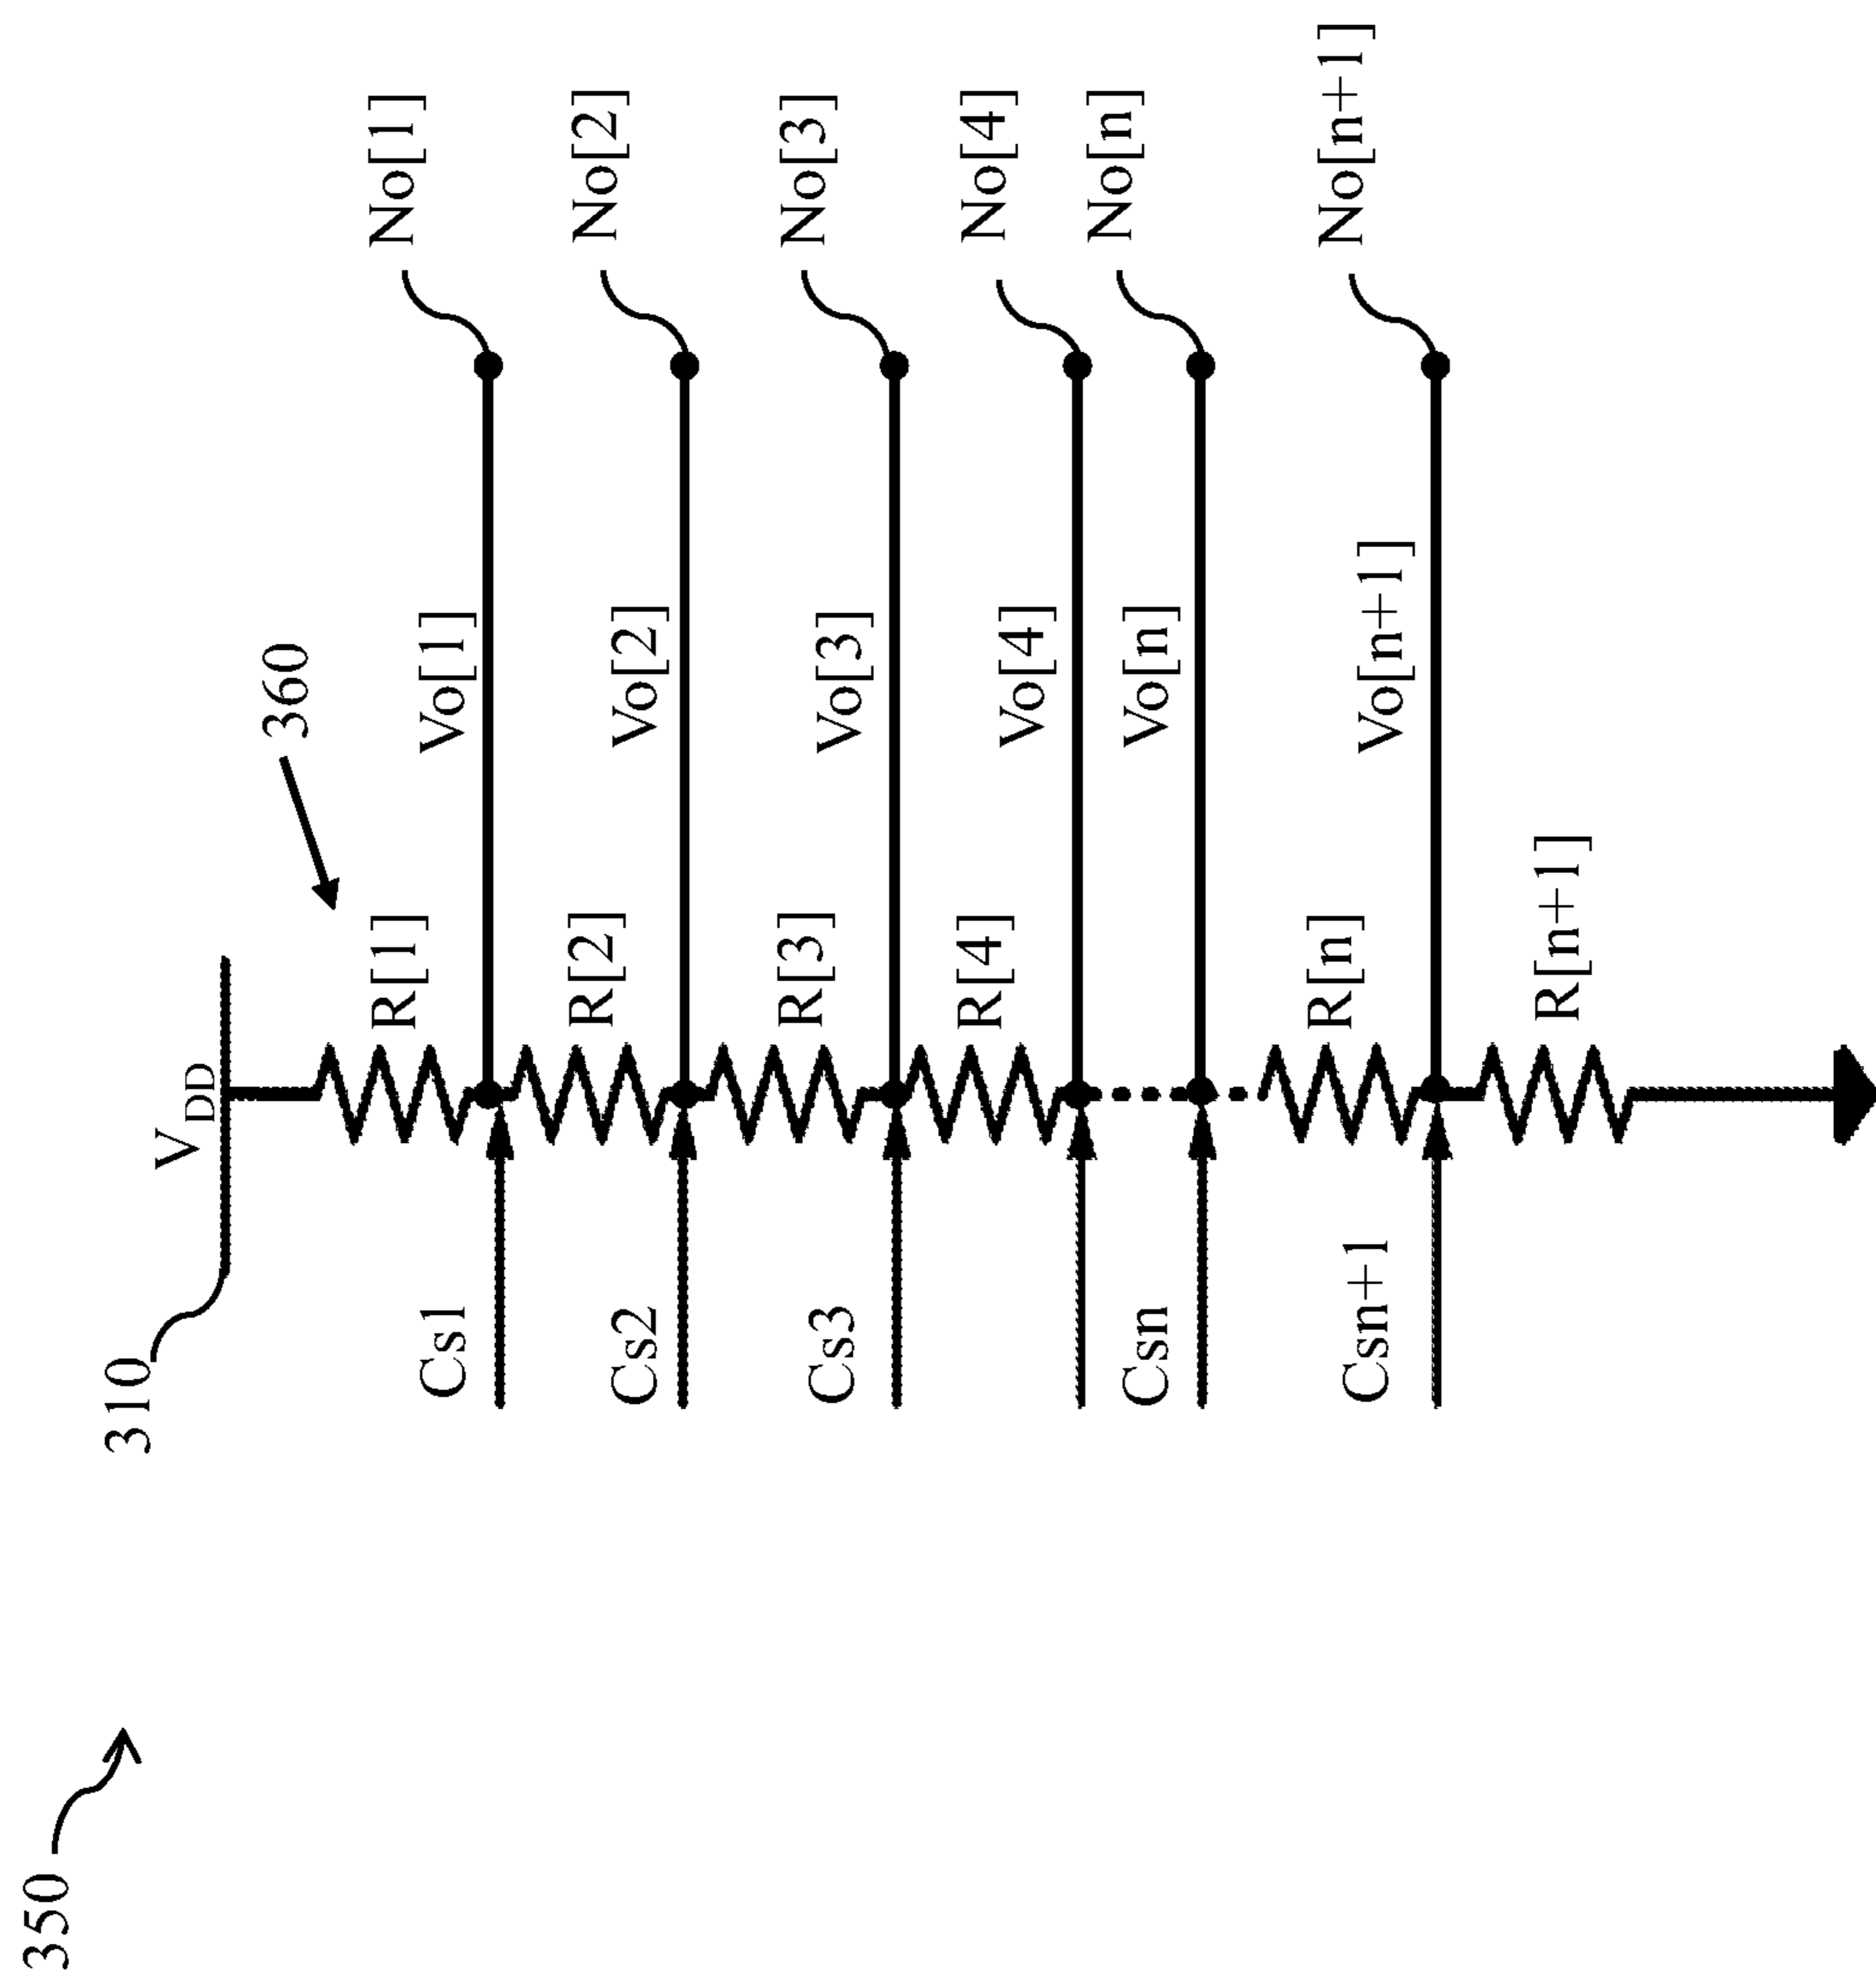 350
310
V DD
360
R[1]
No[1]
Cs1
Vo[1]
R[2]
No[2]
Cs2
Vo[2]
R[3]
No[3]
Cs3
Vo[3]
R[4]
No[4]
Vo[4]
No[n]
Csn
Vo[n]
R[n]
No[n+1]
Csn+1
Vo[n+1]
R[n+1]